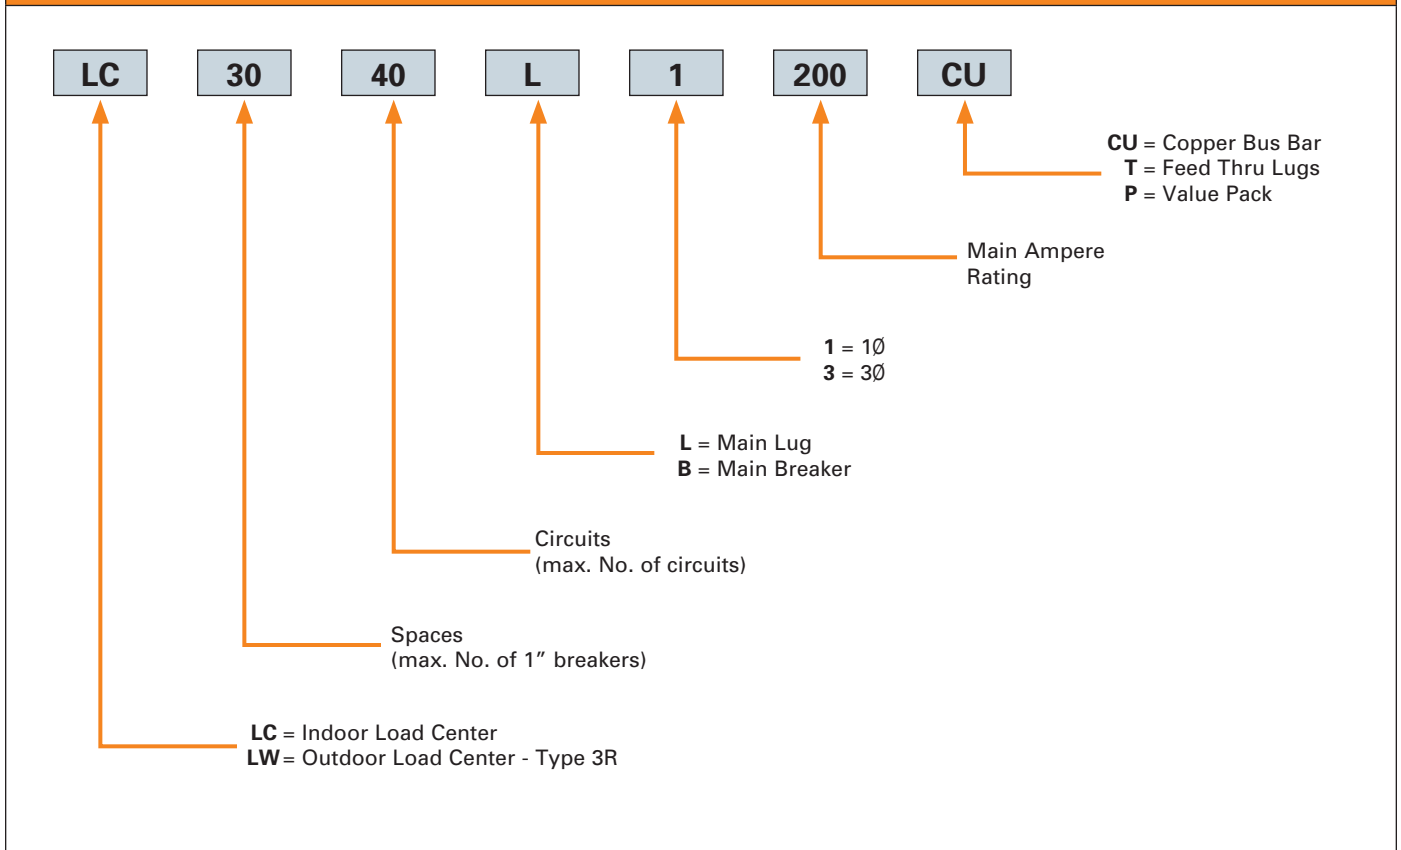 LC 30 40 L 1 200 CU
CU = Copper Bus Bar
T = Feed Thru Lugs
P = Value Pack
Main Ampere
Rating
1 = 1Ø
3 = 3Ø
L = Main Lug
B = Main Breaker
Circuits
(max. No. of circuits)
Spaces
(max. No. of 1” breakers)
LC = Indoor Load Center
LW = Outdoor Load Center - Type 3R